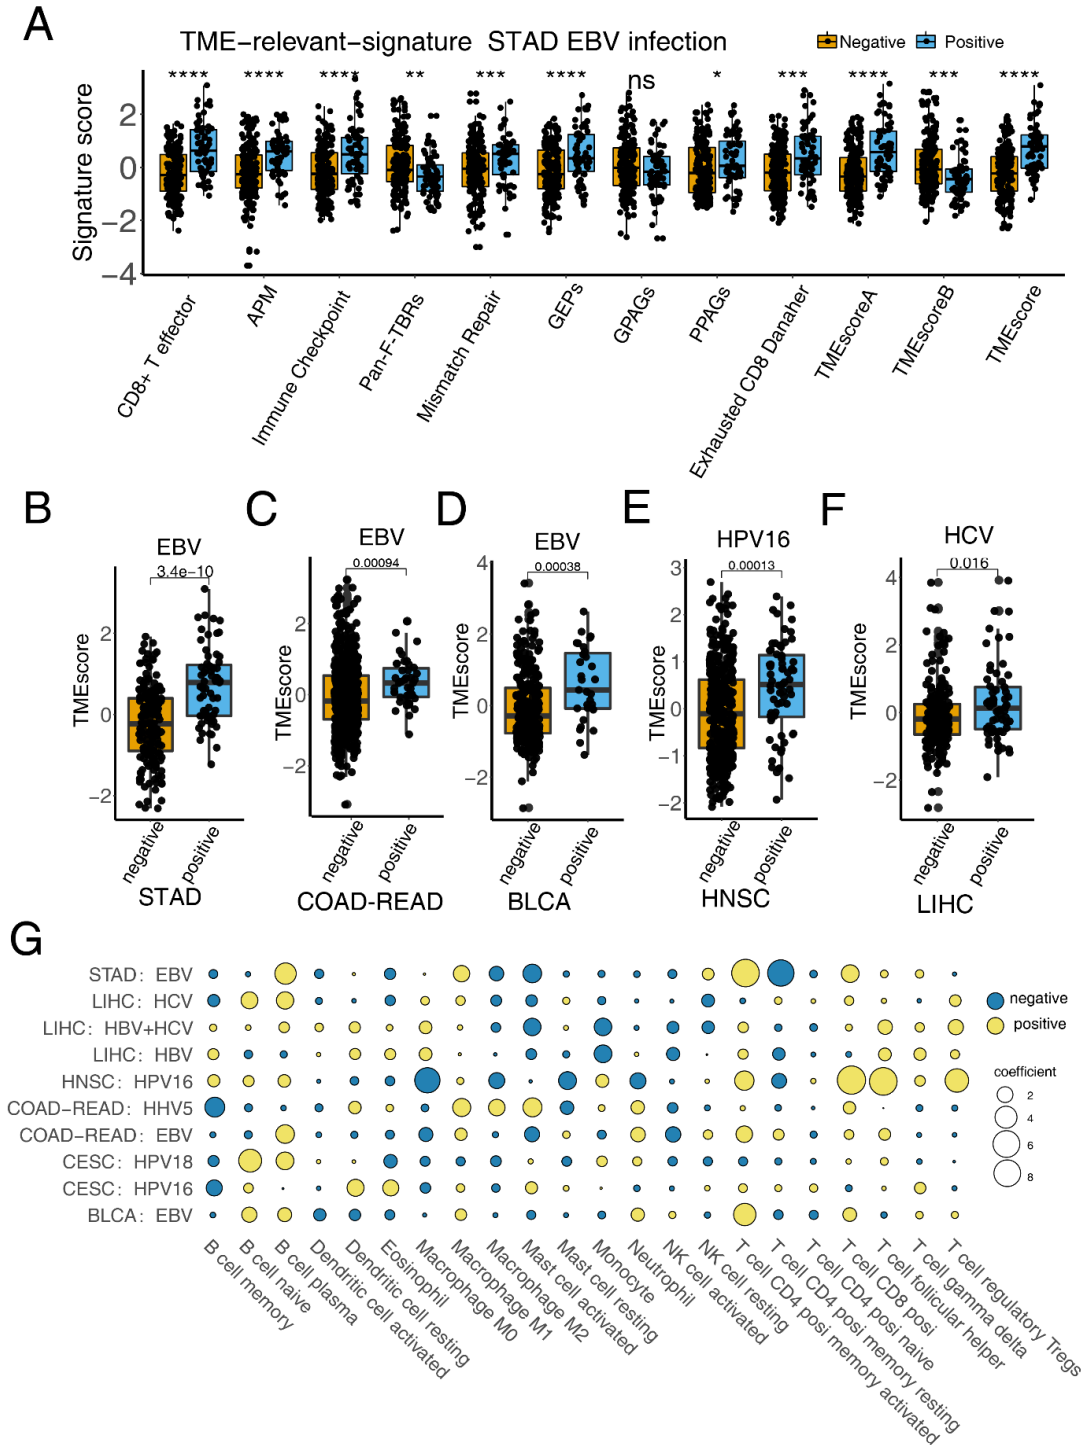 A
TME−relevant−signature STAD EBV infection
Negative Positive
Signature score
2
0
−2
−4
**** **** **** ** *** **** ns * *** **** *** ****
CD8+ T effector
APM
Immune Checkpoint
Pan-F-TBRs
Mismatch Repair
GEPs
GPAGs
PPAGs
Exhausted CD8 Danaher
TMEscoreA
TMEscoreB
TMEscore
B
EBV
3.4e−10
TMEscore
2
0
−2
negative
positive
STAD
C
EBV
0.00094
TMEscore
2
0
−2
negative
positive
COAD-READ
D
EBV
0.00038
TMEscore
4
2
0
−2
negative
positive
BLCA
E
HPV16
0.00013
TMEscore
3
2
1
0
−1
−2
negative
positive
HNSC
F
HCV
0.016
TMEscore
4
2
0
−2
negative
positive
LIHC
G
STAD: EBV
LIHC: HCV
LIHC: HBV+HCV
LIHC: HBV
HNSC: HPV16
COAD−READ: HHV5
COAD−READ: EBV
CESC: HPV18
CESC: HPV16
BLCA: EBV
negative
positive
coefficient
2
4
6
8
B cell memory
B cell naive
B cell plasma
Dendritic cell activated
Dendritic cell resting
Eosinophil
Macrophage M0
Macrophage M1
Macrophage M2
Mast cell activated
Mast cell resting
Monocyte
Neutrophil
NK cell activated
NK cell resting
T cell CD4 posi memory activated
T cell CD4 posi memory resting
T cell CD4 posi naive
T cell CD8 posi
T cell follicular helper
T cell gamma delta
T cell regulatory Tregs